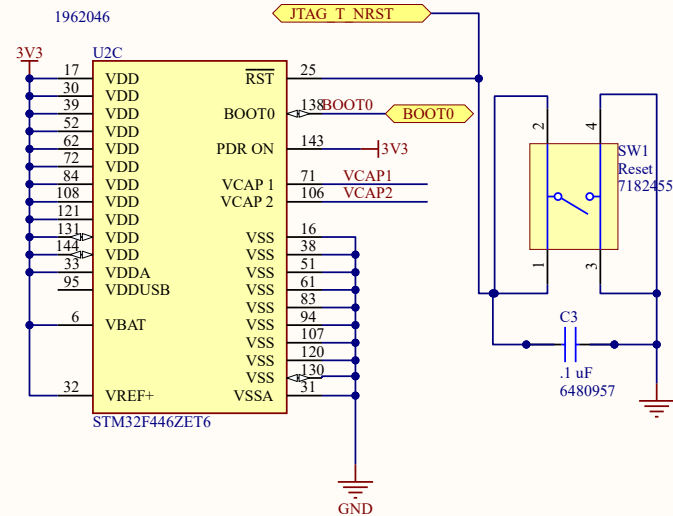 1962046
JTAG_T_NRST
3V3
U2C
17 VDD RST 25
30 VDD
39 VDD BOOT0 138 BOOT0 BOOT0
52 VDD
62 VDD PDR ON 143 3V3
72 VDD
84 VDD VCAP 1 71 VCAP1
108 VDD VCAP 2 106 VCAP2
121 VDD
131 VDD VSS 16
144 VDD VSS 38
33 VDDA VSS 51
95 VDDUSB VSS 61
VSS 83
6 VBAT VSS 94
VSS 107
VSS 120
VSS 130
32 VREF+ VSSA 31
STM32F446ZET6
GND
2 4
SW1
Reset
7182455
1 3
C3
.1 uF
6480957